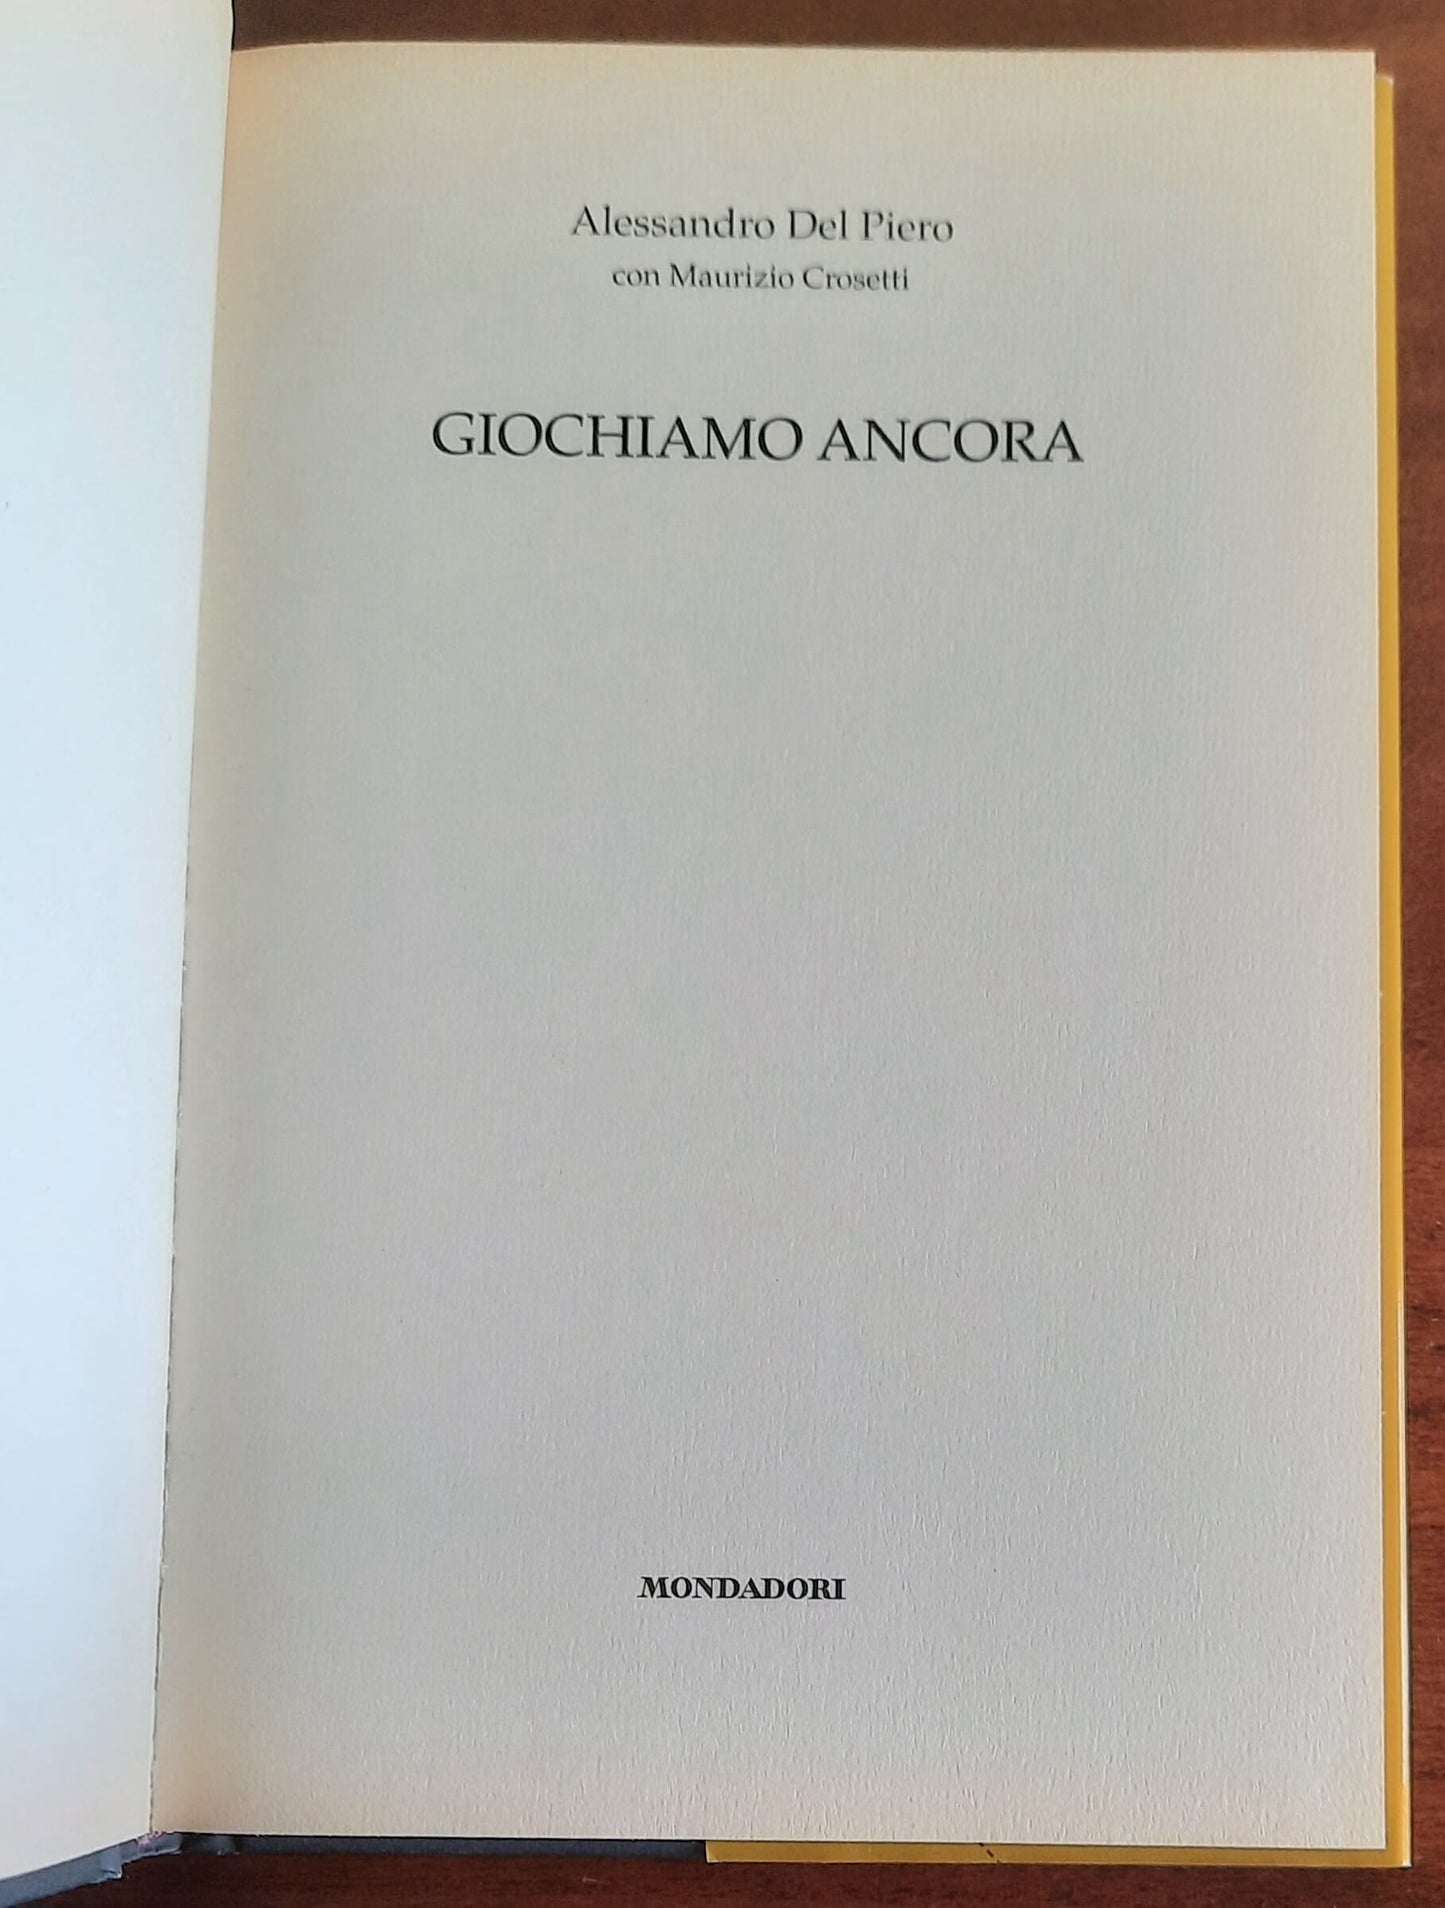 Alessandro Del Piero
con Maurizio Crosetti
GIOCHIAMO ANCORA
MONDADORI